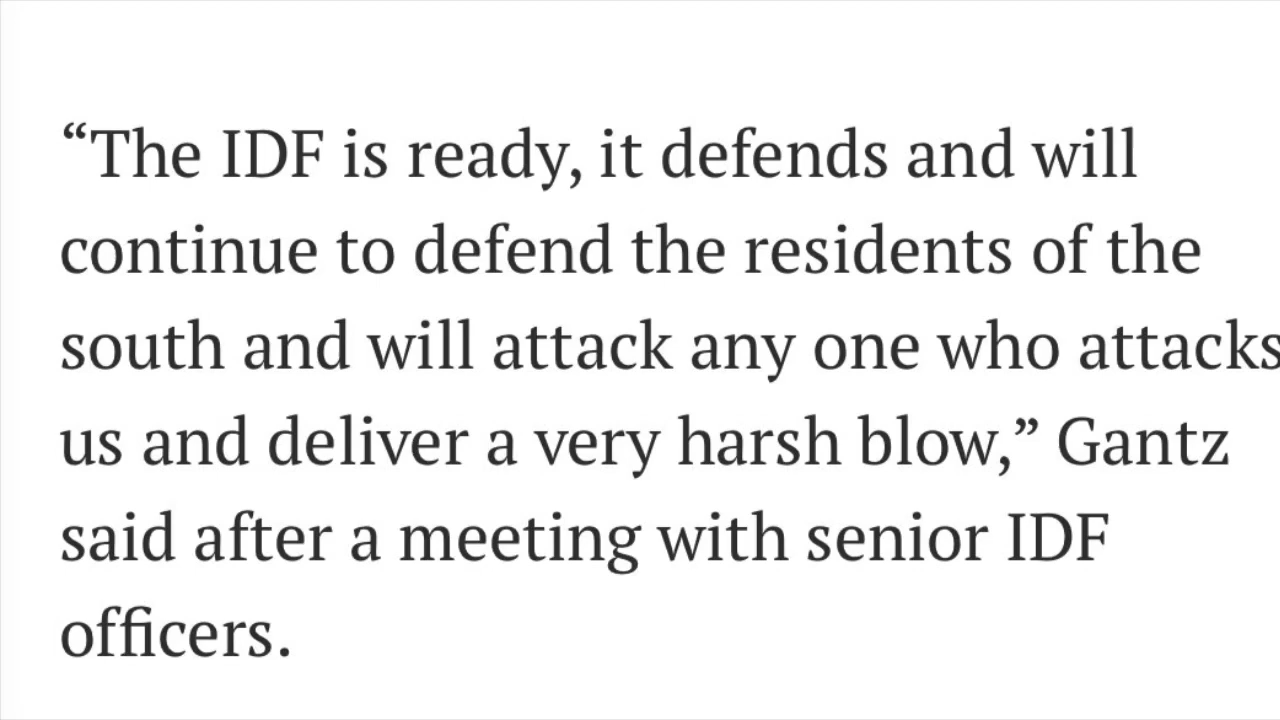 “The IDF is ready, it defends and will
continue to defend the residents of the
south and will attack any one who attacks
us and deliver a very harsh blow,” Gantz
said after a meeting with senior IDF
officers.